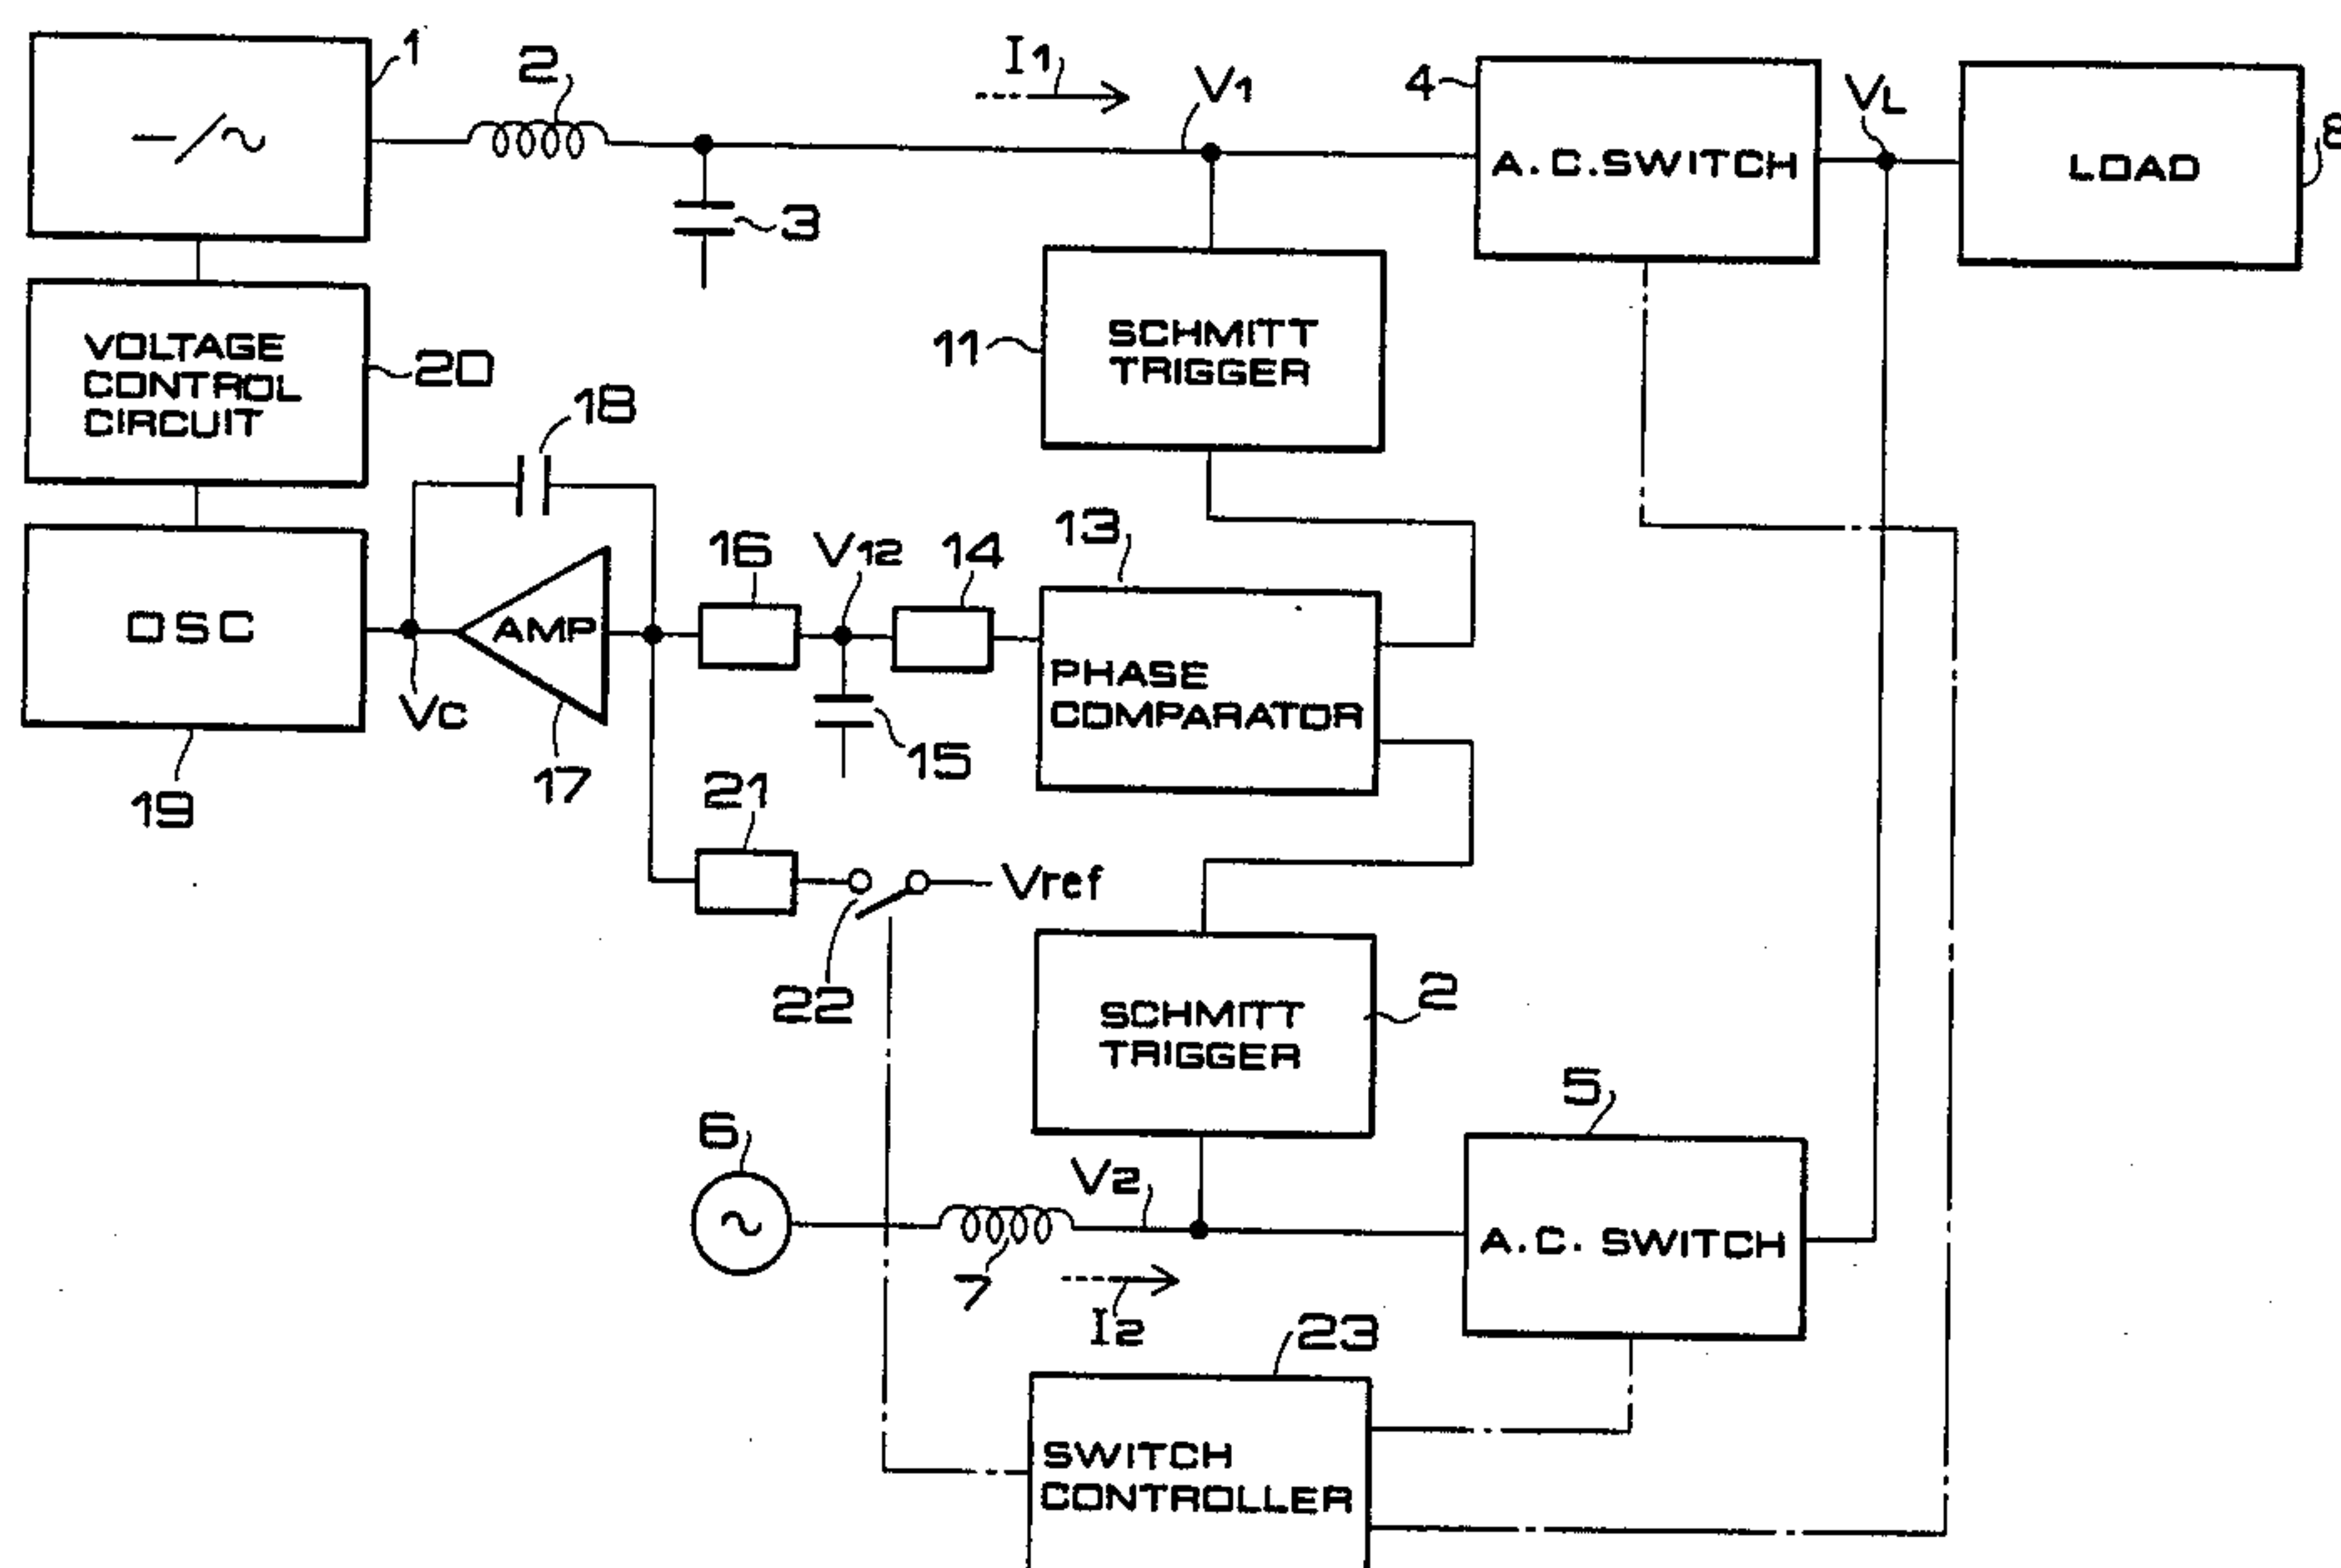 1
2
I1
V1
4
VL
8
A.C.SWITCH
LOAD
3
11
SCHMITT
TRIGGER
VOLTAGE
CONTROL
CIRCUIT
20
18
16
V12
14
13
OSC
AMP
PHASE
COMPARATOR
VC
17
15
19
21
22
Vref
SCHMITT
TRIGGER
2
5
6
V2
A.C. SWITCH
7
I2
23
SWITCH
CONTROLLER